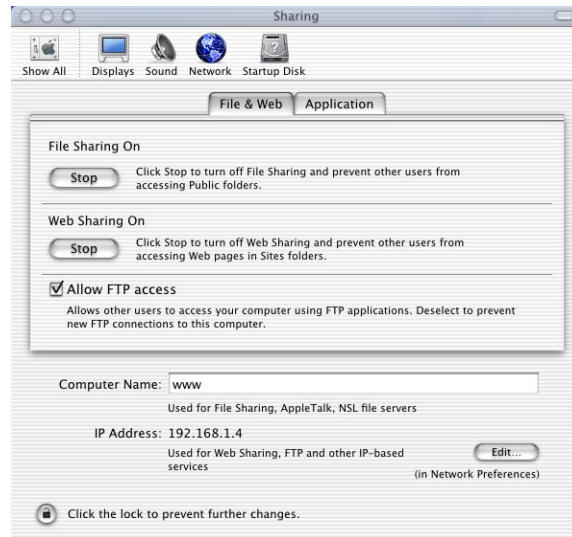 Sharing
Show All Displays Sound Network Startup Disk
File & Web Application
File Sharing On
Stop
Click Stop to turn off File Sharing and prevent other users from
accessing Public folders.
Web Sharing On
Stop
Click Stop to turn off Web Sharing and prevent other users from
accessing Web pages in Sites folders.
Allow FTP access
Allows other users to access your computer using FTP applications. Deselect to prevent
new FTP connections to this computer.
Computer Name: www
Used for File Sharing, AppleTalk, NSL file servers
IP Address: 192.168.1.4
Used for Web Sharing, FTP and other IP-based
services
Edit...
(in Network Preferences)
Click the lock to prevent further changes.